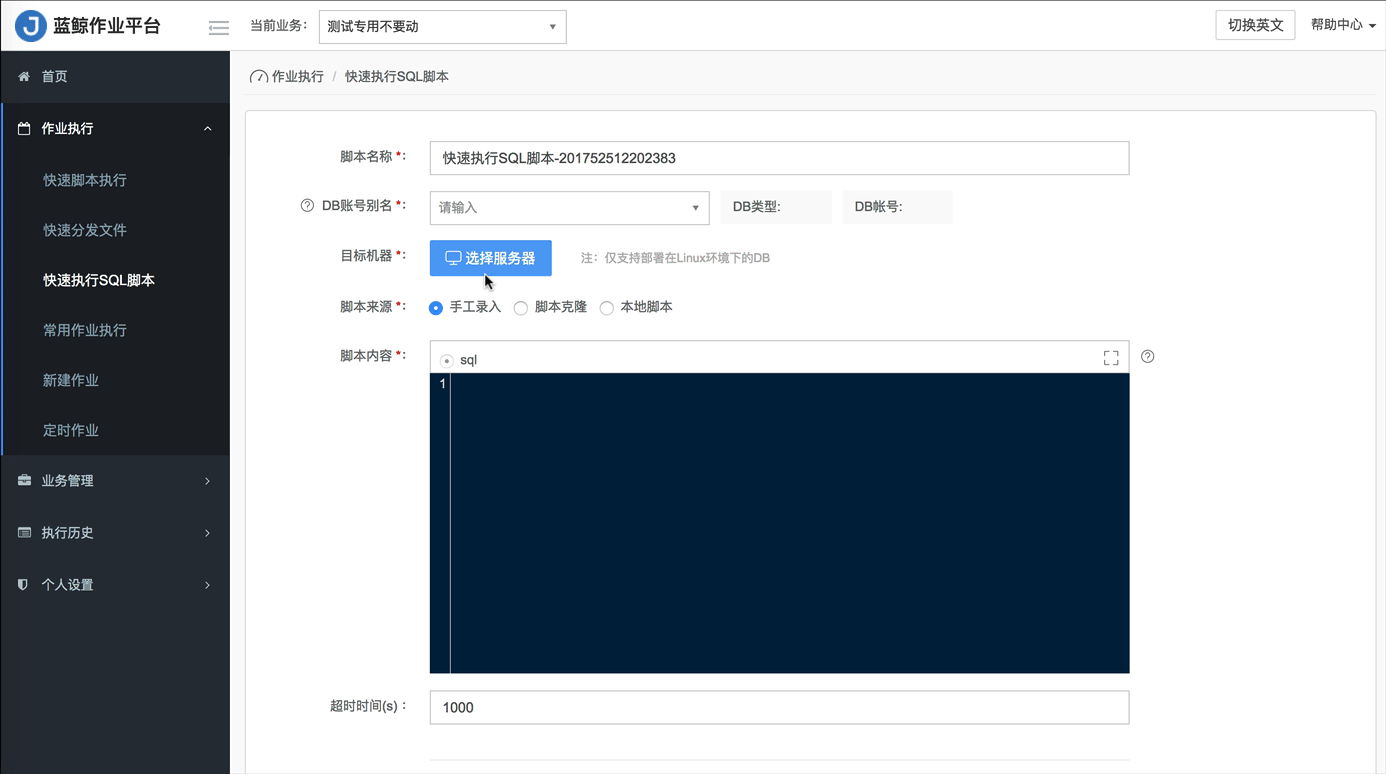 蓝鲸作业平台
当前业务：
测试专用不要动
切换英文
帮助中心
首页
作业执行
快速脚本执行
快速分发文件
快速执行SQL脚本
常用作业执行
新建作业
定时作业
业务管理
执行历史
个人设置
作业执行 / 快速执行SQL脚本
脚本名称*： 快速执行SQL脚本-201752512202383
DB账号别名*： 请输入 DB类型: DB帐号:
目标机器*： 选择服务器 注：仅支持部署在Linux环境下的DB
脚本来源*： 手工录入 脚本克隆 本地脚本
脚本内容*： sql
1
超时时间(s)： 1000